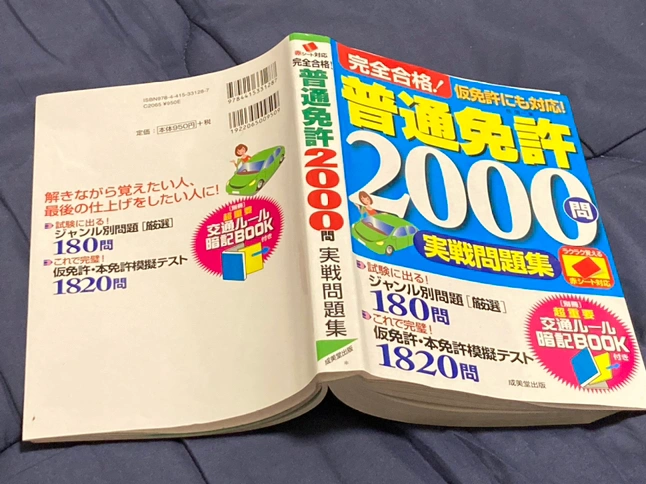 ISBN978-4-415-33128-7
C2065 ¥950E
定価：本体950円＋税
9784415331287
1922065009501
解きながら覚えたい人、
最後の仕上げをしたい人に!
試験に出る!
ジャンル別問題［厳選］
180問
これで完璧!
仮免許・本免許模擬テスト
1820問
［別冊］
超重要
交通ルール
暗記BOOK
付き
赤シート対応
完全合格!
普通免許2000問 実戦問題集
成美堂出版
完全合格!
仮免許にも対応!
普通免許
2000問
実戦問題集
ラクラク覚える
赤シート対応
試験に出る!
ジャンル別問題［厳選］
180問
これで完璧!
仮免許・本免許模擬テスト
1820問
［別冊］
超重要
交通ルール
暗記BOOK
付き
成美堂出版